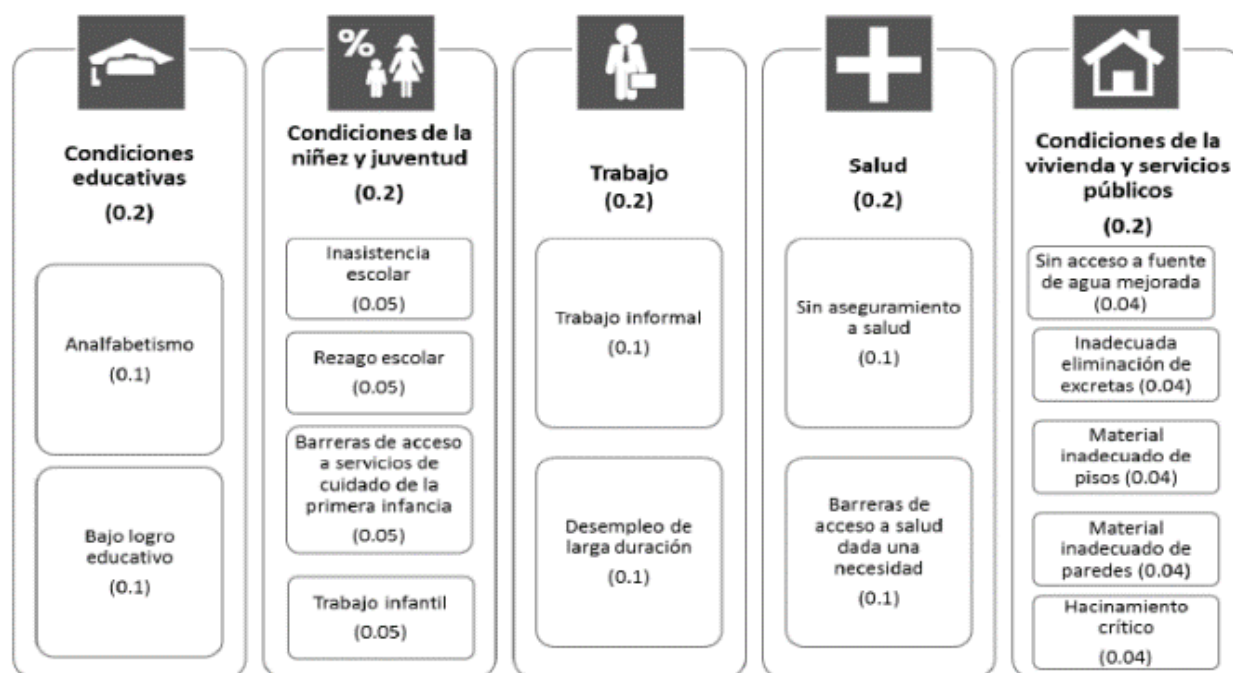 Condiciones
educativas
(0.2)
Analfabetismo
(0.1)
Bajo logro
educativo
(0.1)
%
Condiciones de la
niñez y juventud
(0.2)
Inasistencia
escolar
(0.05)
Rezago escolar
(0.05)
Barreras de acceso
a servicios de
cuidado de la
primera infancia
(0.05)
Trabajo infantil
(0.05)
Trabajo
(0.2)
Trabajo informal
(0.1)
Desempleo de
larga duración
(0.1)
Salud
(0.2)
Sin aseguramiento
a salud
(0.1)
Barreras de
acceso a salud
dada una
necesidad
(0.1)
Condiciones de la
vivienda y servicios
públicos
(0.2)
Sin acceso a fuente
de agua mejorada
(0.04)
Inadecuada
eliminación de
excretas (0.04)
Material
inadecuado de
pisos (0.04)
Material
inadecuado de
paredes (0.04)
Hacinamiento
crítico
(0.04)